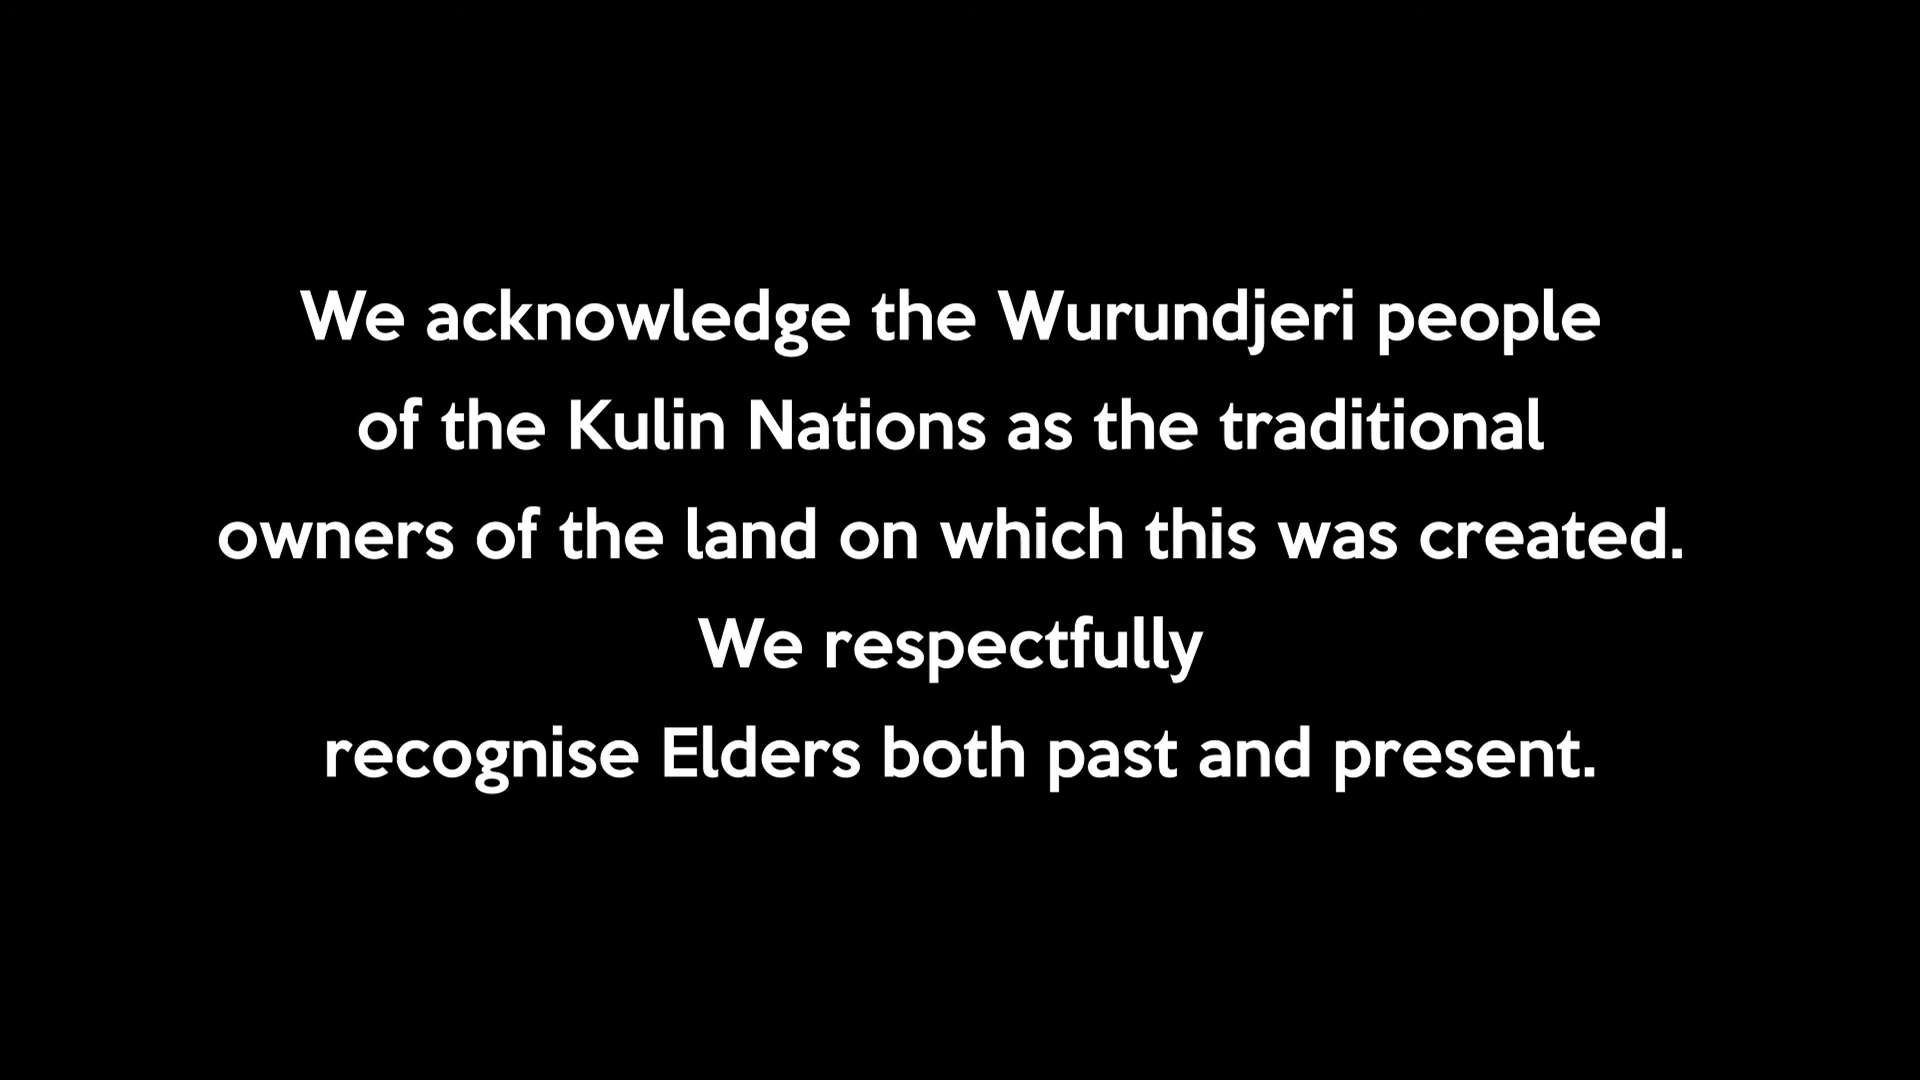 We acknowledge the Wurundjeri people
of the Kulin Nations as the traditional
owners of the land on which this was created.
We respectfully
recognise Elders both past and present.